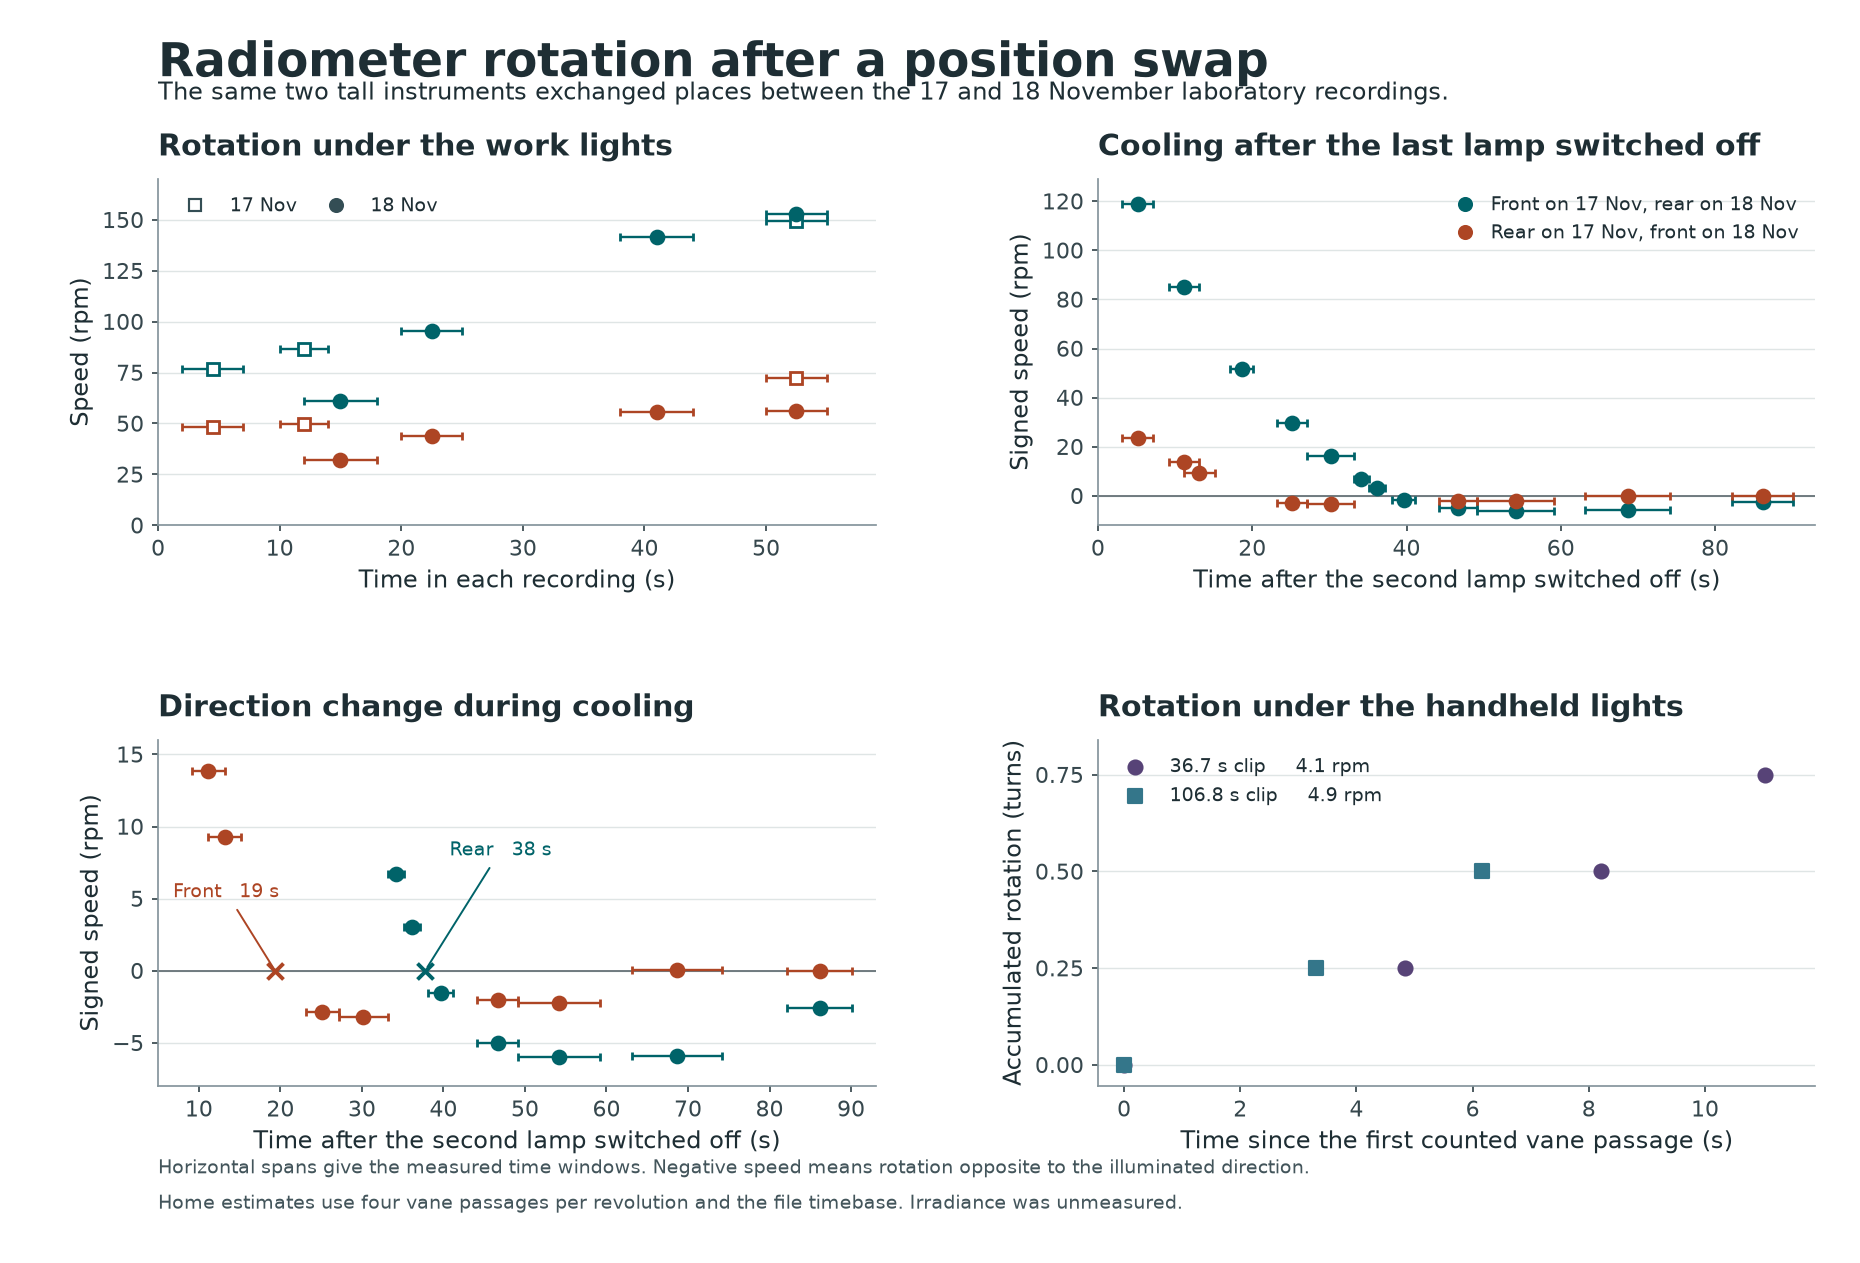 Radiometer rotation after a position swap
The same two tall instruments exchanged places between the 17 and 18 November laboratory recordings.
Rotation under the work lights
17 Nov 18 Nov
Speed (rpm)
150
125
100
75
50
25
0
0 10 20 30 40 50
Time in each recording (s)
Cooling after the last lamp switched off
Front on 17 Nov, rear on 18 Nov
Rear on 17 Nov, front on 18 Nov
Signed speed (rpm)
120
100
80
60
40
20
0
0 20 40 60 80
Time after the second lamp switched off (s)
Direction change during cooling
Signed speed (rpm)
15
10
5
0
−5
Rear 38 s
Front 19 s
10 20 30 40 50 60 70 80 90
Time after the second lamp switched off (s)
Rotation under the handheld lights
36.7 s clip 4.1 rpm
106.8 s clip 4.9 rpm
Accumulated rotation (turns)
0.75
0.50
0.25
0.00
0 2 4 6 8 10
Time since the first counted vane passage (s)
Horizontal spans give the measured time windows. Negative speed means rotation opposite to the illuminated direction.
Home estimates use four vane passages per revolution and the file timebase. Irradiance was unmeasured.